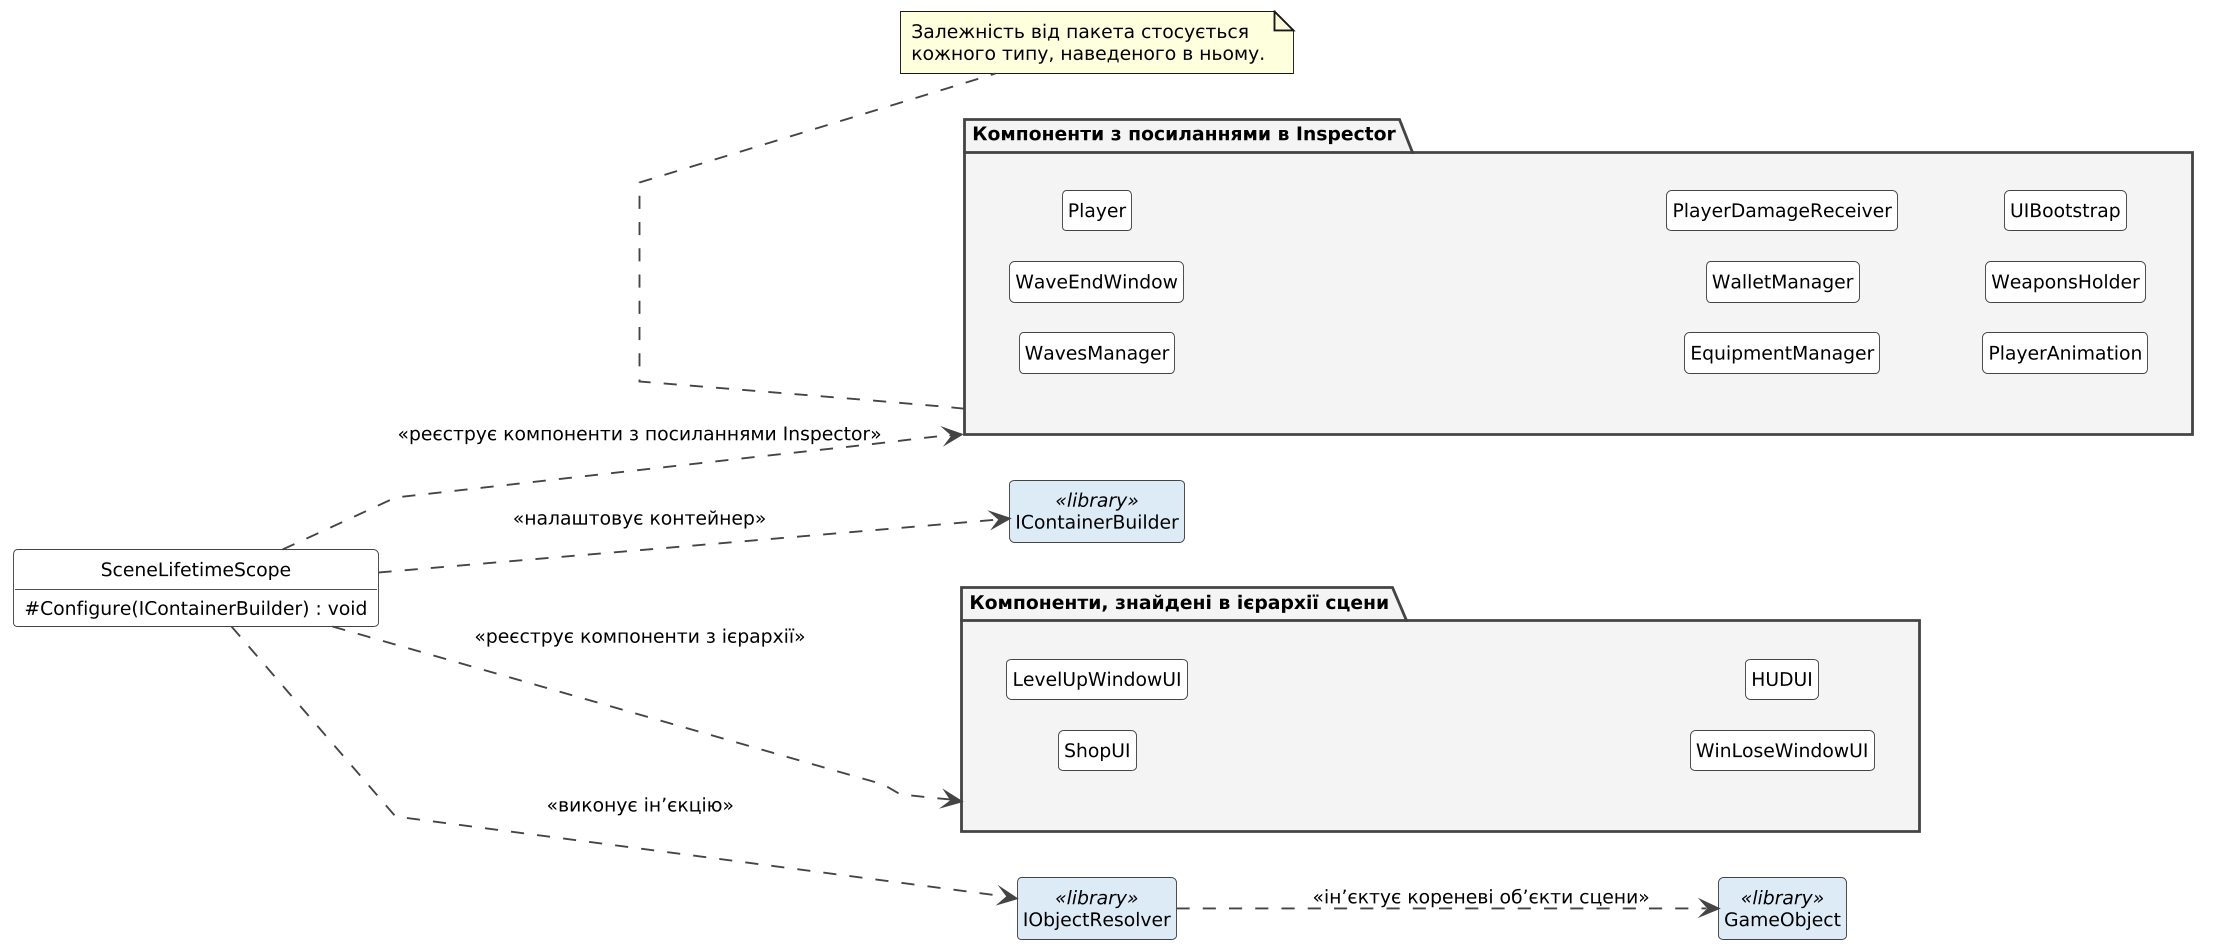 Залежність від пакета стосується
кожного типу, наведеного в ньому.
Компоненти з посиланнями в Inspector
Player
PlayerDamageReceiver
UIBootstrap
WaveEndWindow
WalletManager
WeaponsHolder
WavesManager
EquipmentManager
PlayerAnimation
«реєструє компоненти з посиланнями Inspector»
«library»
IContainerBuilder
«налаштовує контейнер»
SceneLifetimeScope
#Configure(IContainerBuilder) : void
Компоненти, знайдені в ієрархії сцени
«реєструє компоненти з ієрархії»
LevelUpWindowUI
HUDUI
ShopUI
WinLoseWindowUI
«виконує ін’єкцію»
«library»
IObjectResolver
«ін’єктує кореневі об’єкти сцени»
«library»
GameObject